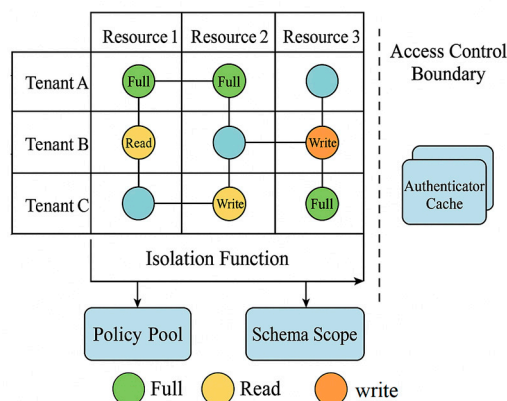 Resource 1 Resource 2 Resource 3
Access Control
Boundary
Tenant A Full Full
Tenant B Read Write
Tenant C Write Full
Authenticator
Cache
Isolation Function
Policy Pool Schema Scope
Full Read write